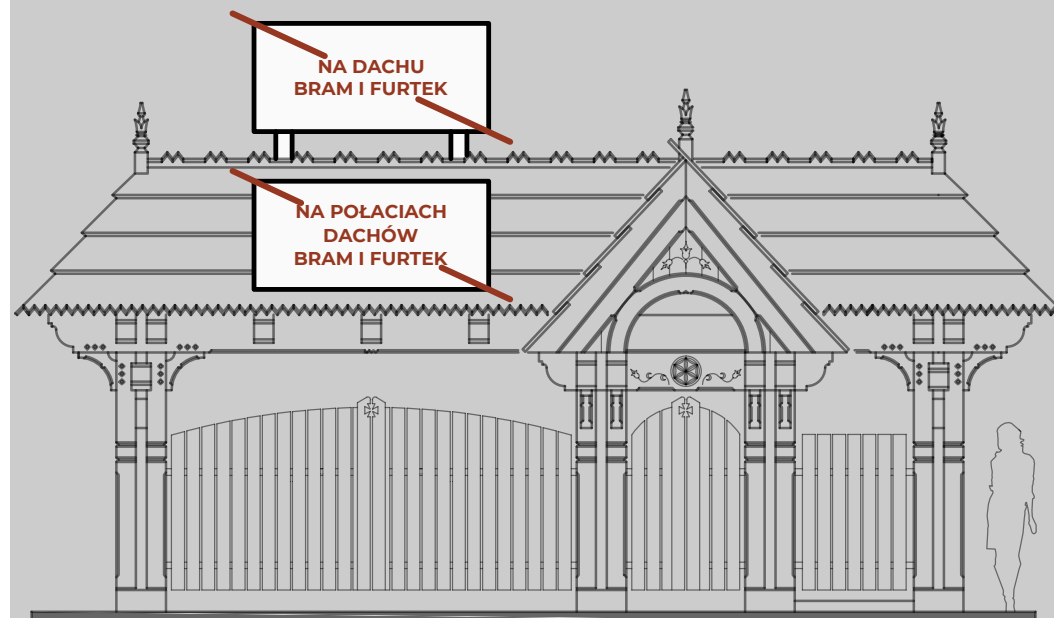 NA DACHU
BRAM I FURTEK
NA POŁACIACH
DACHÓW
BRAM I FURTEK